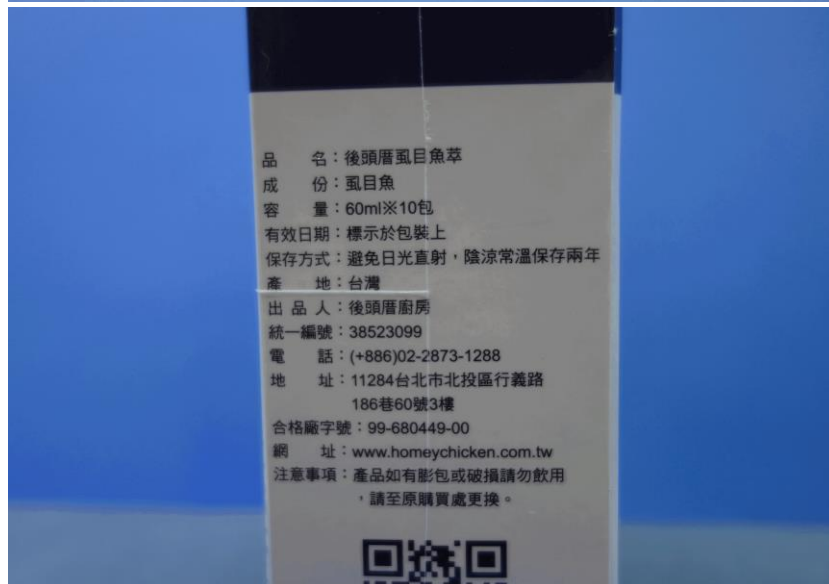 品　　名：後頭厝虱目魚萃
成　　份：虱目魚
容　　量：60ml※10包
有效日期：標示於包裝上
保存方式：避免日光直射，陰涼常溫保存兩年
產　　地：台灣
出 品 人：後頭厝廚房
統一編號：38523099
電　　話：(+886)02-2873-1288
地　　址：11284台北市北投區行義路
186巷60號3樓
合格廠字號：99-680449-00
網　　址：www.homeychicken.com.tw
注意事項：產品如有膨包或破損請勿飲用
，請至原購買處更換。